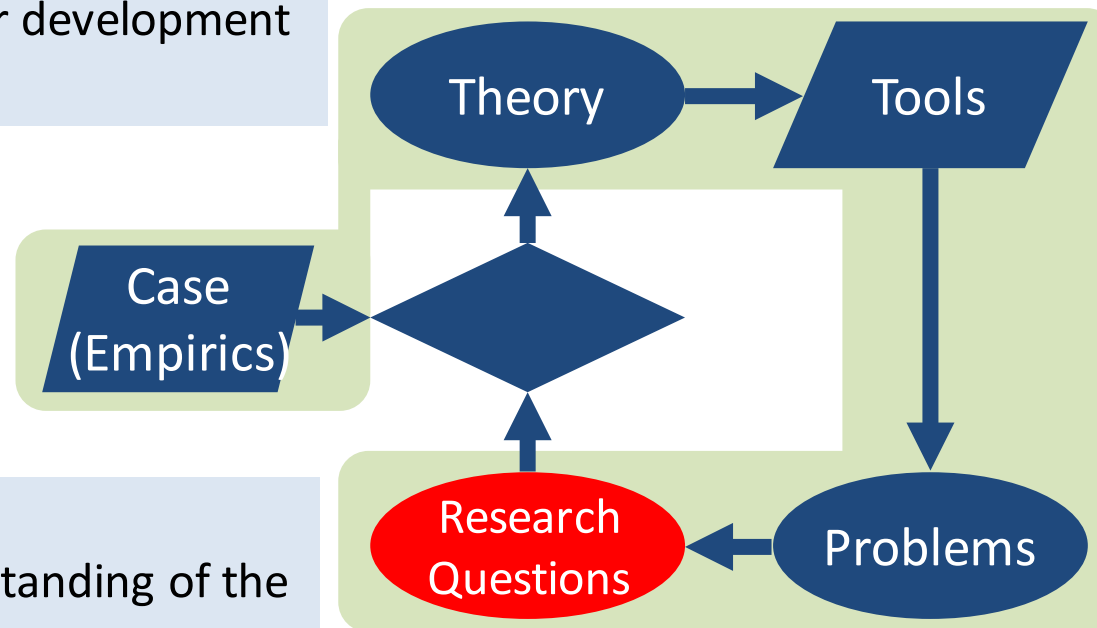 r development
Theory
Tools
Case
(Empirics)
Research
Questions
Problems
tanding of the